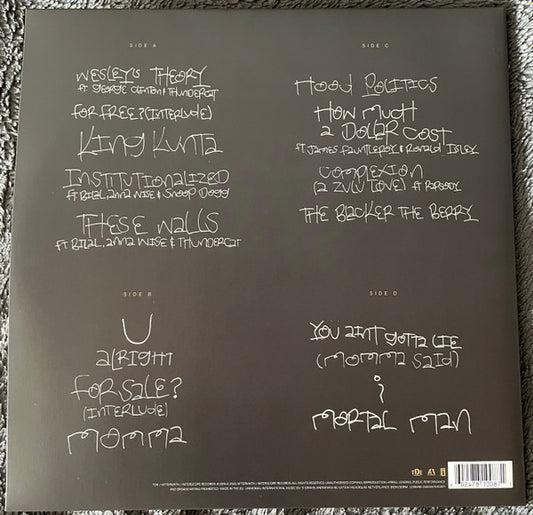 SIDE A
WESLEY'S THEORY
ft GEORGE CLINTON & THUNDERCAT
FOR FREE? (INTERLUDE)
KING KUNTA
INSTITUTIONALIZED
ft BILAL, ANNA WISE & SNOOP DOGG
THESE WALLS
ft BILAL, ANNA WISE & THUNDERCAT
SIDE B
U
ALRIGHT
FOR SALE?
(INTERLUDE)
MOMMA
SIDE C
HOOD POLITICS
HOW MUCH
A DOLLAR COST
ft JAMES FAUNTLEROY & RONALD ISLEY
COMPLEXION
(A ZULU LOVE) ft RAPSODY
THE BLACKER THE BERRY
SIDE D
YOU AINT GOTTA LIE
(MOMMA SAID)
i
MORTAL MAN
TDE